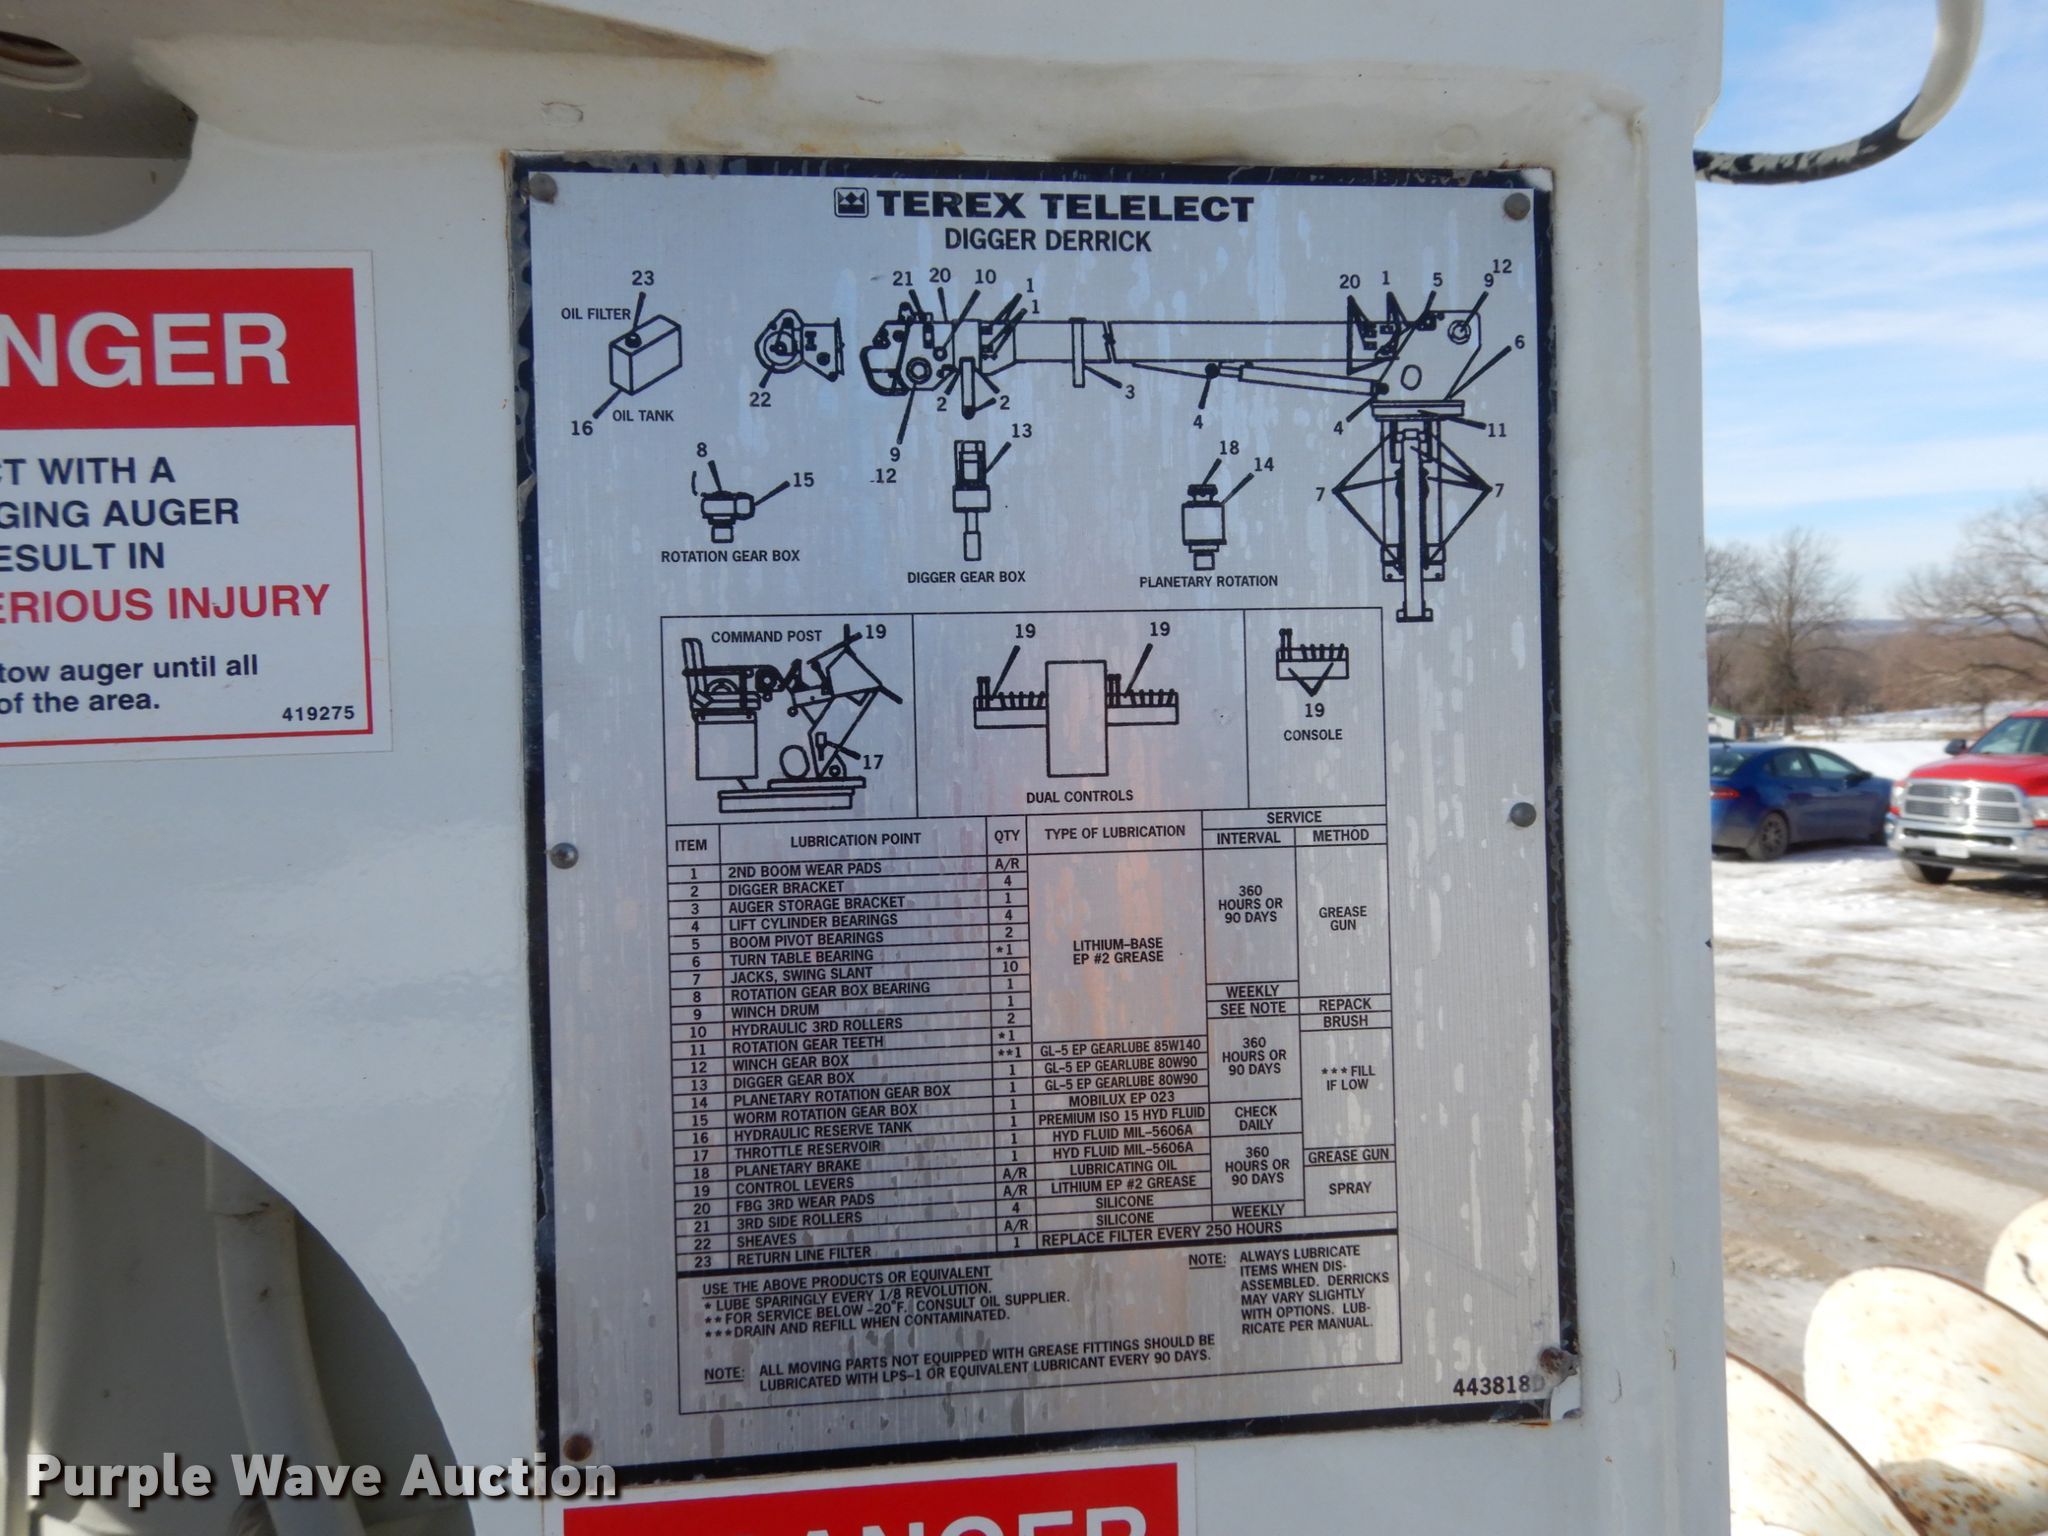 NGER
CT WITH A
GING AUGER
ESULT IN
ERIOUS INJURY
tow auger until all
of the area.
419275
TEREX TELELECT
DIGGER DERRICK
23
OIL FILTER
16
OIL TANK
22
21
20
10
1
1
2
2
3
4
9
12
20
1
5
9
12
6
4
11
7
7
8
15
ROTATION GEAR BOX
13
DIGGER GEAR BOX
18
14
PLANETARY ROTATION
COMMAND POST
19
17
19
19
DUAL CONTROLS
19
CONSOLE
ITEM LUBRICATION POINT QTY TYPE OF LUBRICATION SERVICE
INTERVAL METHOD
1 2ND BOOM WEAR PADS A/R
2 DIGGER BRACKET 4
3 AUGER STORAGE BRACKET 1
4 LIFT CYLINDER BEARINGS 4
5 BOOM PIVOT BEARINGS 2
6 TURN TABLE BEARING *1
7 JACKS, SWING SLANT 10
8 ROTATION GEAR BOX BEARING 1
9 WINCH DRUM 1
10 HYDRAULIC 3RD ROLLERS 2
11 ROTATION GEAR TEETH *1
LITHIUM-BASE
EP #2 GREASE
360
HOURS OR
90 DAYS
GREASE
GUN
WEEKLY
SEE NOTE REPACK
BRUSH
12 WINCH GEAR BOX **1 GL-5 EP GEARLUBE 85W140
13 DIGGER GEAR BOX 1 GL-5 EP GEARLUBE 80W90
14 PLANETARY ROTATION GEAR BOX 1 GL-5 EP GEARLUBE 80W90
15 WORM ROTATION GEAR BOX 1 MOBILUX EP 023
360
HOURS OR
90 DAYS
***FILL
IF LOW
16 HYDRAULIC RESERVE TANK 1 PREMIUM ISO 15 HYD FLUID
17 THROTTLE RESERVOIR 1 HYD FLUID MIL-5606A
CHECK
DAILY
18 PLANETARY BRAKE 1 HYD FLUID MIL-5606A
19 CONTROL LEVERS A/R LUBRICATING OIL
20 FBG 3RD WEAR PADS A/R LITHIUM EP #2 GREASE
21 3RD SIDE ROLLERS 4 SILICONE
22 SHEAVES A/R SILICONE
360
HOURS OR
90 DAYS
GREASE GUN
SPRAY
WEEKLY
23 RETURN LINE FILTER 1 REPLACE FILTER EVERY 250 HOURS
USE THE ABOVE PRODUCTS OR EQUIVALENT
* LUBE SPARINGLY EVERY 1/8 REVOLUTION.
** FOR SERVICE BELOW -20°F. CONSULT OIL SUPPLIER.
***DRAIN AND REFILL WHEN CONTAMINATED.
NOTE: ALWAYS LUBRICATE
ITEMS WHEN DIS-
ASSEMBLED. DERRICKS
MAY VARY SLIGHTLY
WITH OPTIONS. LUB-
RICATE PER MANUAL.
NOTE: ALL MOVING PARTS NOT EQUIPPED WITH GREASE FITTINGS SHOULD BE
LUBRICATED WITH LPS-1 OR EQUIVALENT LUBRICANT EVERY 90 DAYS.
443818D
Purple Wave Auction
ANGER